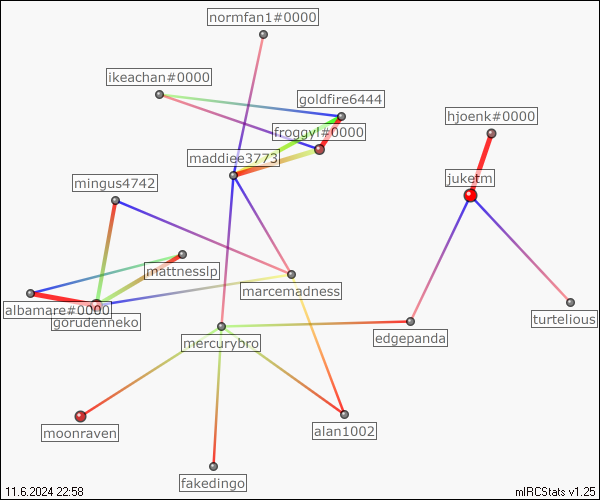 normfan1#0000
ikeachan#0000
goldfire6444
hjoenk#0000
froggyl#0000
maddiee3773
juketm
mingus4742
mattnesslp
marcemadness
albamare#0000
gorudenneko
turtelious
edgepanda
mercurybro
moonraven
alan1002
fakedingo
11.6.2024 22:58
mIRCStats v1.25